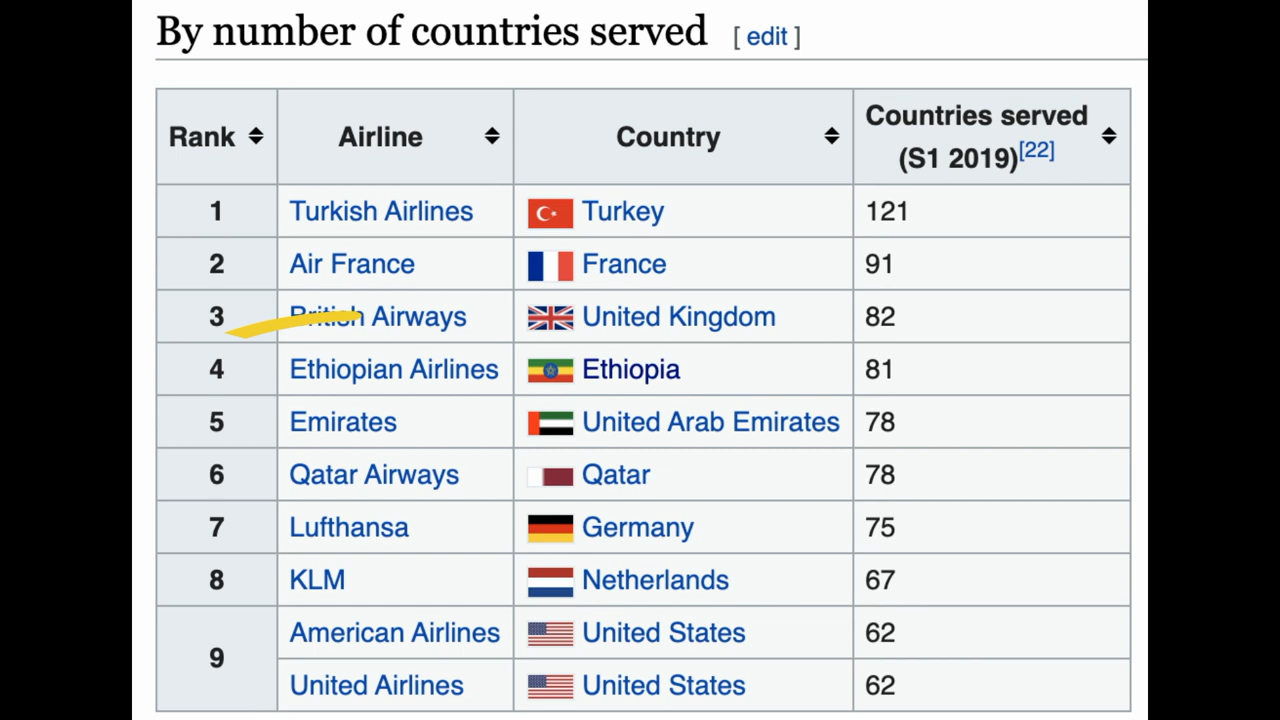 By number of countries served [ edit ]
Rank Airline Country Countries served
(S1 2019)[22]
1 Turkish Airlines Turkey 121
2 Air France France 91
3 British Airways United Kingdom 82
4 Ethiopian Airlines Ethiopia 81
5 Emirates United Arab Emirates 78
6 Qatar Airways Qatar 78
7 Lufthansa Germany 75
8 KLM Netherlands 67
9 American Airlines United States 62
United Airlines United States 62